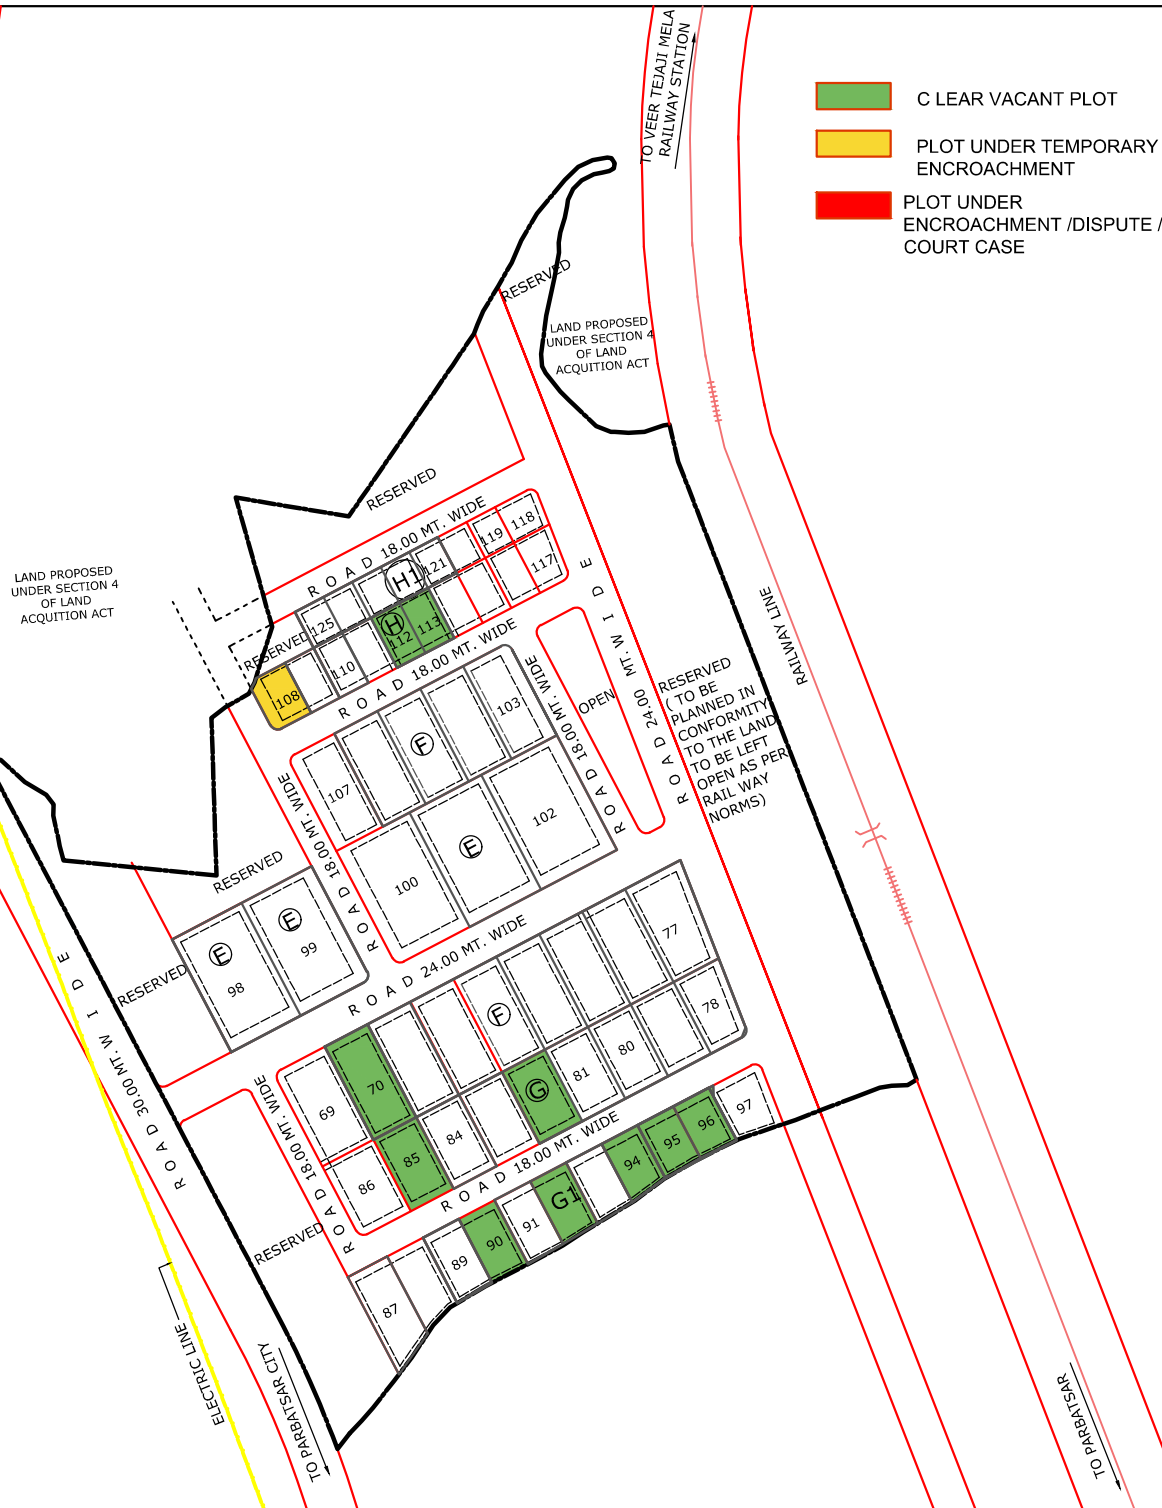 TO VEER TEJAJI MELA
RAILWAY STATION
C LEAR VACANT PLOT
PLOT UNDER TEMPORARY
ENCROACHMENT
PLOT UNDER
ENCROACHMENT /DISPUTE /
COURT CASE
RESERVED
LAND PROPOSED
UNDER SECTION 4
OF LAND
ACQUITION ACT
RESERVED
ROAD 18.00 MT. WIDE
LAND PROPOSED
UNDER SECTION 4
OF LAND
ACQUITION ACT
118
119
121
H1
125
117
113
112
H
110
108
RESERVED
ROAD 18.00 MT. WIDE
ROAD 24.00 MT. WIDE
RAILWAY LINE
OPEN
RESERVED
( TO BE
PLANNED IN
CONFORMITY
TO THE LAND
TO BE LEFT
OPEN AS PER
RAIL WAY
NORMS)
ROAD 18.00 MT. WIDE
103
F
107
102
E
100
ROAD 18.00 MT. WIDE
RESERVED
E
99
E
98
RESERVED
ROAD 24.00 MT. WIDE
77
78
F
80
81
G
70
69
84
85
86
ROAD 30.00 MT. WIDE
ROAD 18.00 MT. WIDE
ROAD 18.00 MT. WIDE
97
96
95
94
G1
91
90
89
87
RESERVED
ELECTRIC LINE
TO PARBATSAR CITY
TO PARBATSAR